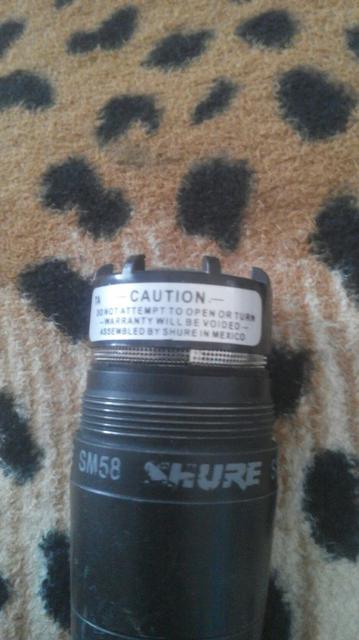 TA —CAUTION.—
DO NOT ATTEMPT TO OPEN OR TURN
—WARRANTY WILL BE VOIDED—
ASSEMBLED BY SHURE IN MEXICO
SM58 SHURE S